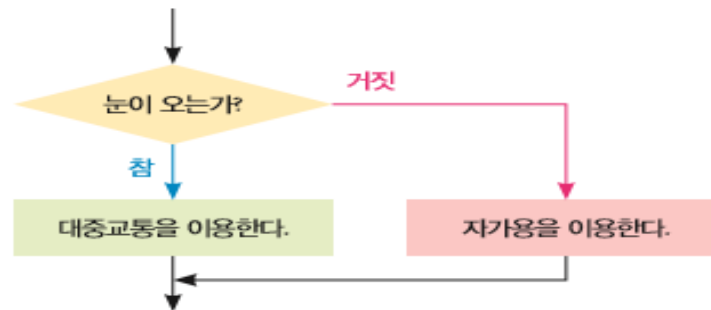 눈이 오는가?
거짓
참
대중교통을 이용한다.
자가용을 이용한다.